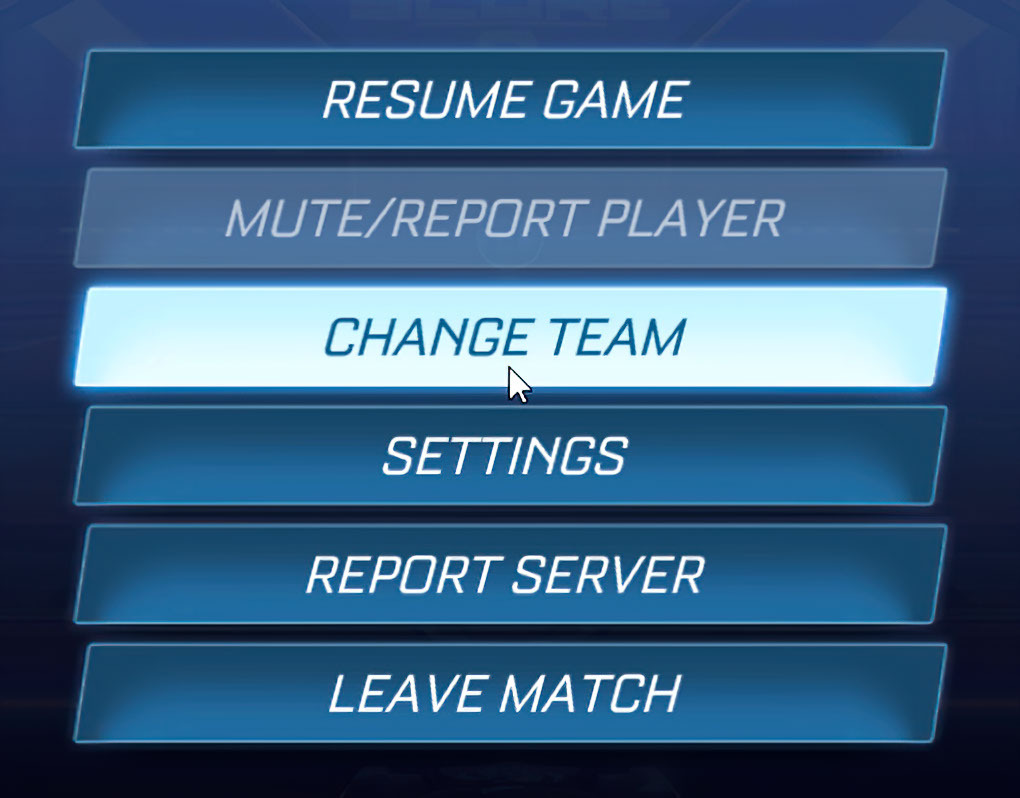 RESUME GAME
MUTE/REPORT PLAYER
CHANGE TEAM
SETTINGS
REPORT SERVER
LEAVE MATCH